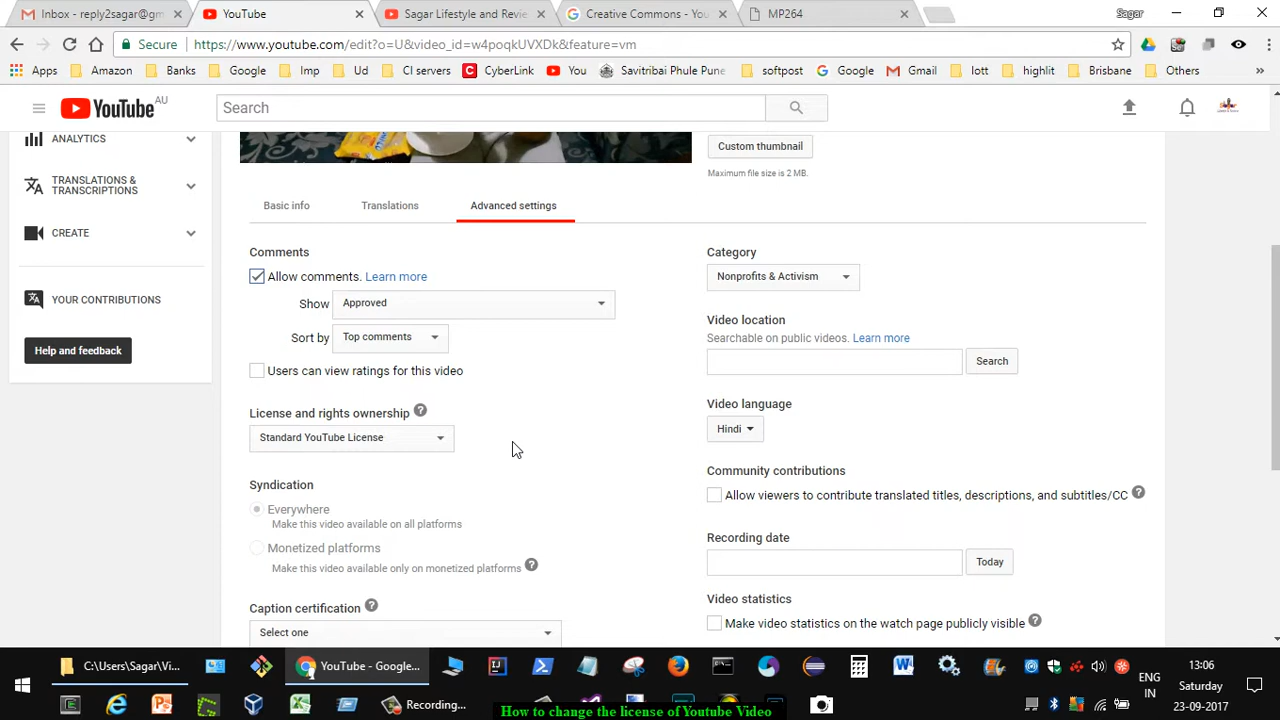 Inbox - reply2sagar@gm
YouTube
Sagar Lifestyle and Revie
Creative Commons - You
MP264
Sagar
Secure
https://www.youtube.com/edit?o=U&video_id=w4poqkUVXDk&feature=vm
Apps
Amazon
Banks
Google
Imp
Ud
CI servers
CyberLink
You
Savitribai Phule Pune
softpost
Google
Gmail
lott
highlit
Brisbane
Others
»
YouTube AU
Search
ANALYTICS
TRANSLATIONS &
TRANSCRIPTIONS
CREATE
YOUR CONTRIBUTIONS
Help and feedback
Custom thumbnail
Maximum file size is 2 MB.
Basic info
Translations
Advanced settings
Comments
Allow comments. Learn more
Show
Approved
Sort by
Top comments
Users can view ratings for this video
License and rights ownership ?
Standard YouTube License
Syndication
Everywhere
Make this video available on all platforms
Monetized platforms
Make this video available only on monetized platforms ?
Caption certification ?
Select one
Category
Nonprofits & Activism
Video location
Searchable on public videos. Learn more
Search
Video language
Hindi
Community contributions
Allow viewers to contribute translated titles, descriptions, and subtitles/CC ?
Recording date
Today
Video statistics
Make video statistics on the watch page publicly visible ?
C:\Users\Sagar\Vi...
YouTube - Google...
ENG
IN
13:06
Saturday
23-09-2017
Recording...
How to change the license of Youtube Video